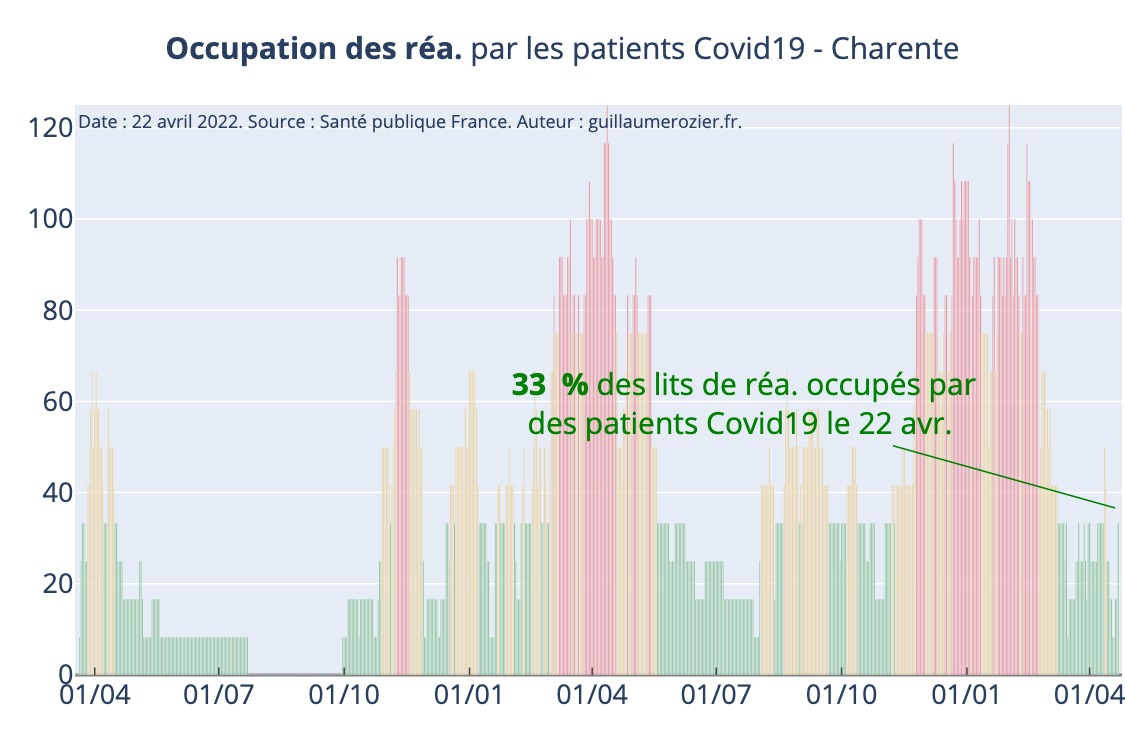 Occupation des réa. par les patients Covid19 - Charente
Date : 22 avril 2022. Source : Santé publique France. Auteur : guillaumerozier.fr.
120
100
80
60
40
20
0
33 % des lits de réa. occupés par
des patients Covid19 le 22 avr.
01/04 01/07 01/10 01/01 01/04 01/07 01/10 01/01 01/04